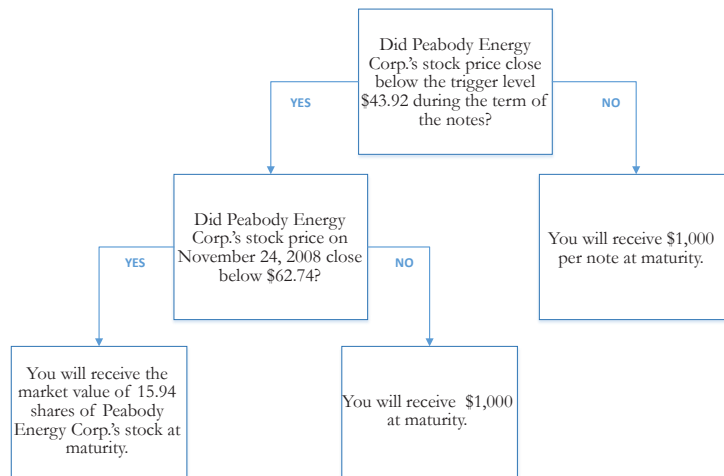 Did Peabody Energy
Corp.'s stock price close
below the trigger level
$43.92 during the term of
the notes?
YES
NO
Did Peabody Energy
Corp.'s stock price on
November 24, 2008 close
below $62.74?
You will receive $1,000
per note at maturity.
YES
NO
You will receive the
market value of 15.94
shares of Peabody
Energy Corp.'s stock at
maturity.
You will receive $1,000
at maturity.